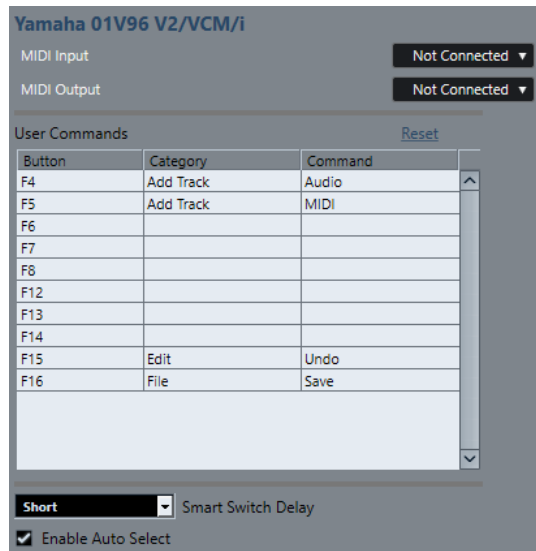 Yamaha 01V96 V2/VCM/i
MIDI Input Not Connected
MIDI Output Not Connected
User Commands Reset
Button Category Command
F4 Add Track Audio
F5 Add Track MIDI
F6
F7
F8
F12
F13
F14
F15 Edit Undo
F16 File Save
Short Smart Switch Delay
Enable Auto Select